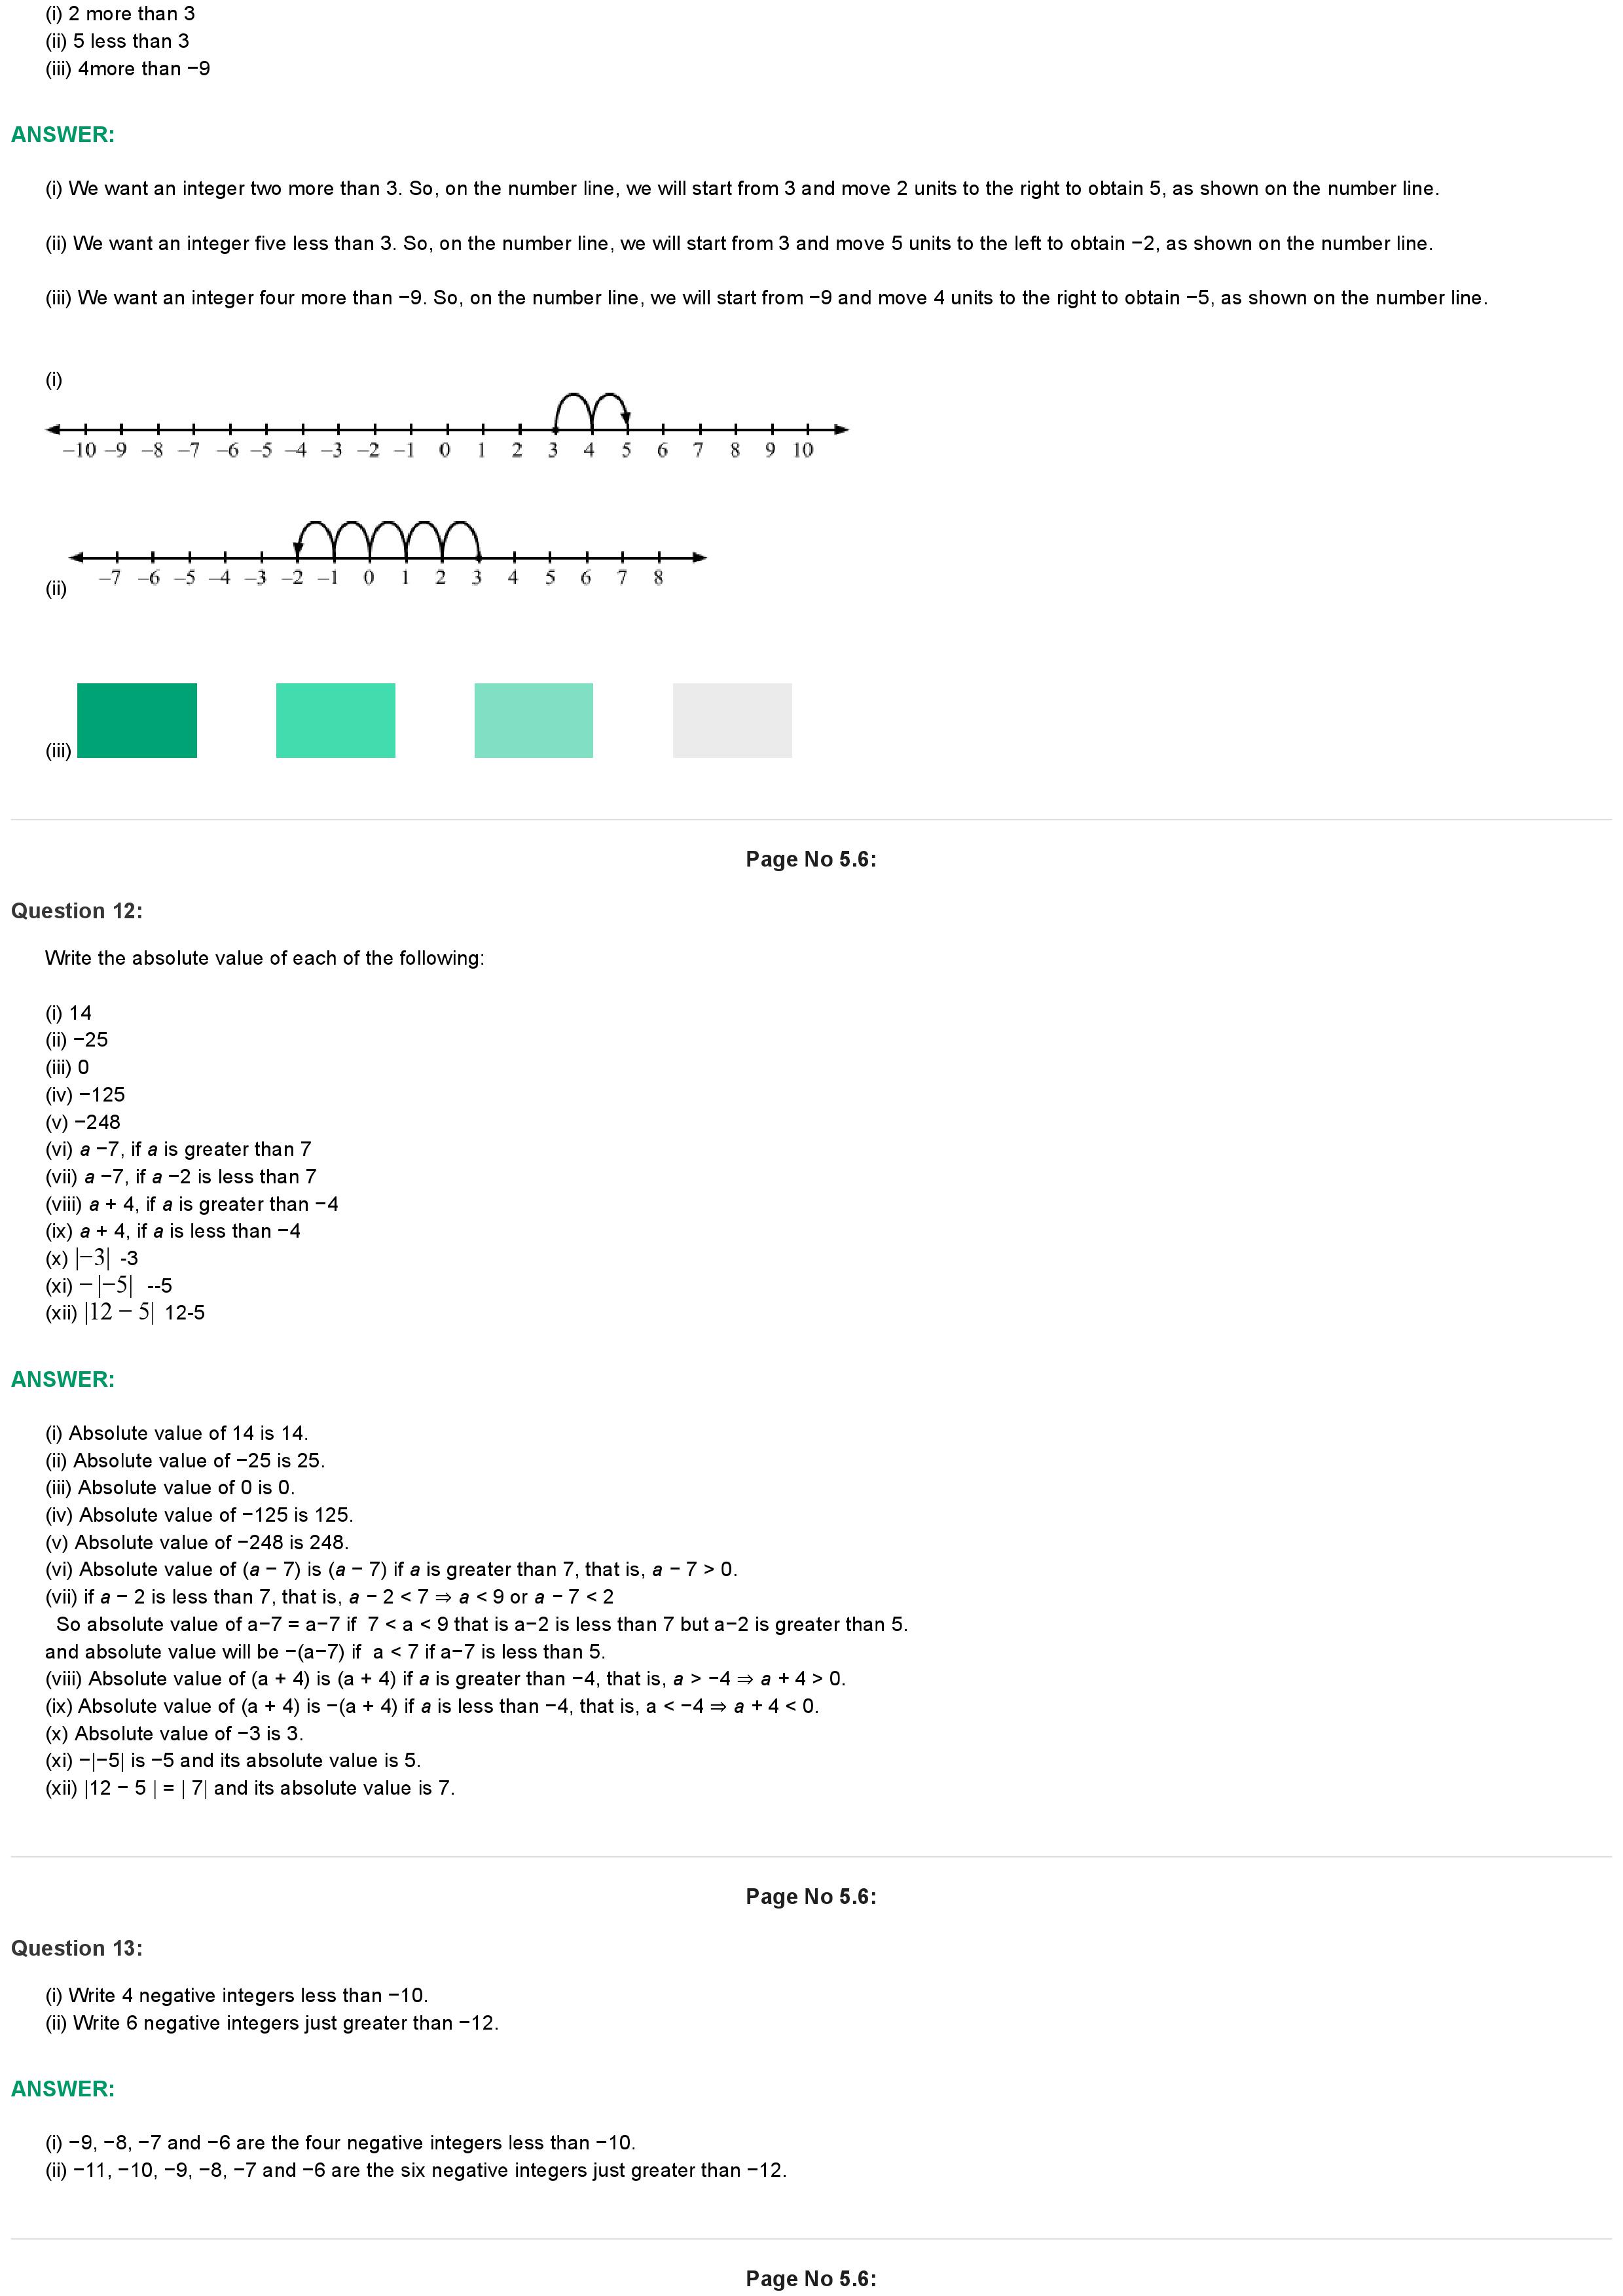 (i) 2 more than 3
(ii) 5 less than 3
(iii) 4more than −9
ANSWER:
(i) We want an integer two more than 3. So, on the number line, we will start from 3 and move 2 units to the right to obtain 5, as shown on the number line.
(ii) We want an integer five less than 3. So, on the number line, we will start from 3 and move 5 units to the left to obtain −2, as shown on the number line.
(iii) We want an integer four more than −9. So, on the number line, we will start from −9 and move 4 units to the right to obtain −5, as shown on the number line.
(i)
−10 −9 −8 −7 −6 −5 −4 −3 −2 −1 0 1 2 3 4 5 6 7 8 9 10
−7 −6 −5 −4 −3 −2 −1 0 1 2 3 4 5 6 7 8
(ii)
(iii)
Page No 5.6:
Question 12:
Write the absolute value of each of the following:
(i) 14
(ii) −25
(iii) 0
(iv) −125
(v) −248
(vi) a −7, if a is greater than 7
(vii) a −7, if a −2 is less than 7
(viii) a + 4, if a is greater than −4
(ix) a + 4, if a is less than −4
(x) |−3| -3
(xi) −|−5| --5
(xii) |12 − 5| 12-5
ANSWER:
(i) Absolute value of 14 is 14.
(ii) Absolute value of −25 is 25.
(iii) Absolute value of 0 is 0.
(iv) Absolute value of −125 is 125.
(v) Absolute value of −248 is 248.
(vi) Absolute value of (a − 7) is (a − 7) if a is greater than 7, that is, a − 7 > 0.
(vii) if a − 2 is less than 7, that is, a − 2 < 7 ⇒ a < 9 or a − 7 < 2
So absolute value of a−7 = a−7 if 7 < a < 9 that is a−2 is less than 7 but a−2 is greater than 5.
and absolute value will be −(a−7) if a < 7 if a−7 is less than 5.
(viii) Absolute value of (a + 4) is (a + 4) if a is greater than −4, that is, a > −4 ⇒ a + 4 > 0.
(ix) Absolute value of (a + 4) is −(a + 4) if a is less than −4, that is, a < −4 ⇒ a + 4 < 0.
(x) Absolute value of −3 is 3.
(xi) −|−5| is −5 and its absolute value is 5.
(xii) |12 − 5 | = | 7| and its absolute value is 7.
Page No 5.6:
Question 13:
(i) Write 4 negative integers less than −10.
(ii) Write 6 negative integers just greater than −12.
ANSWER:
(i) −9, −8, −7 and −6 are the four negative integers less than −10.
(ii) −11, −10, −9, −8, −7 and −6 are the six negative integers just greater than −12.
Page No 5.6: